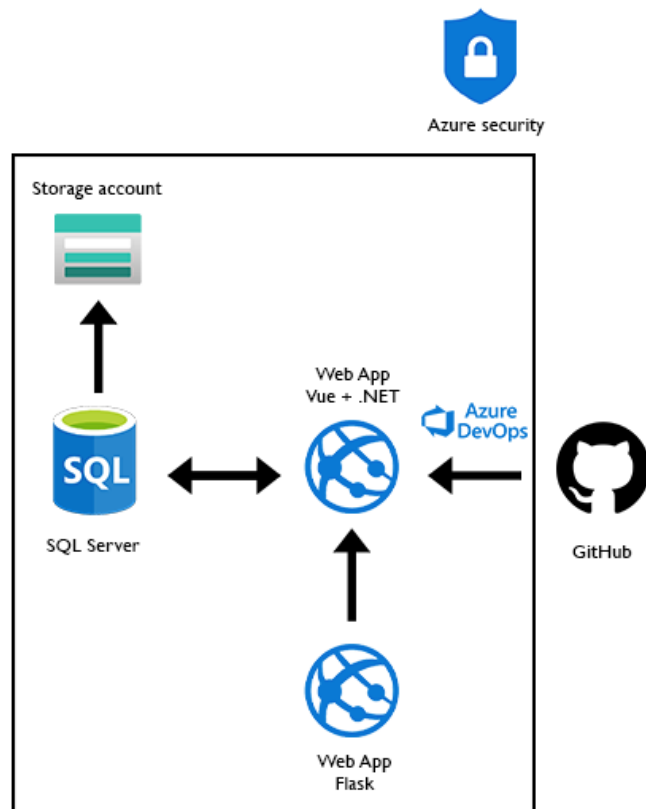 Azure security
Storage account
Web App
Vue + .NET
Azure
DevOps
SQL
SQL Server
GitHub
Web App
Flask